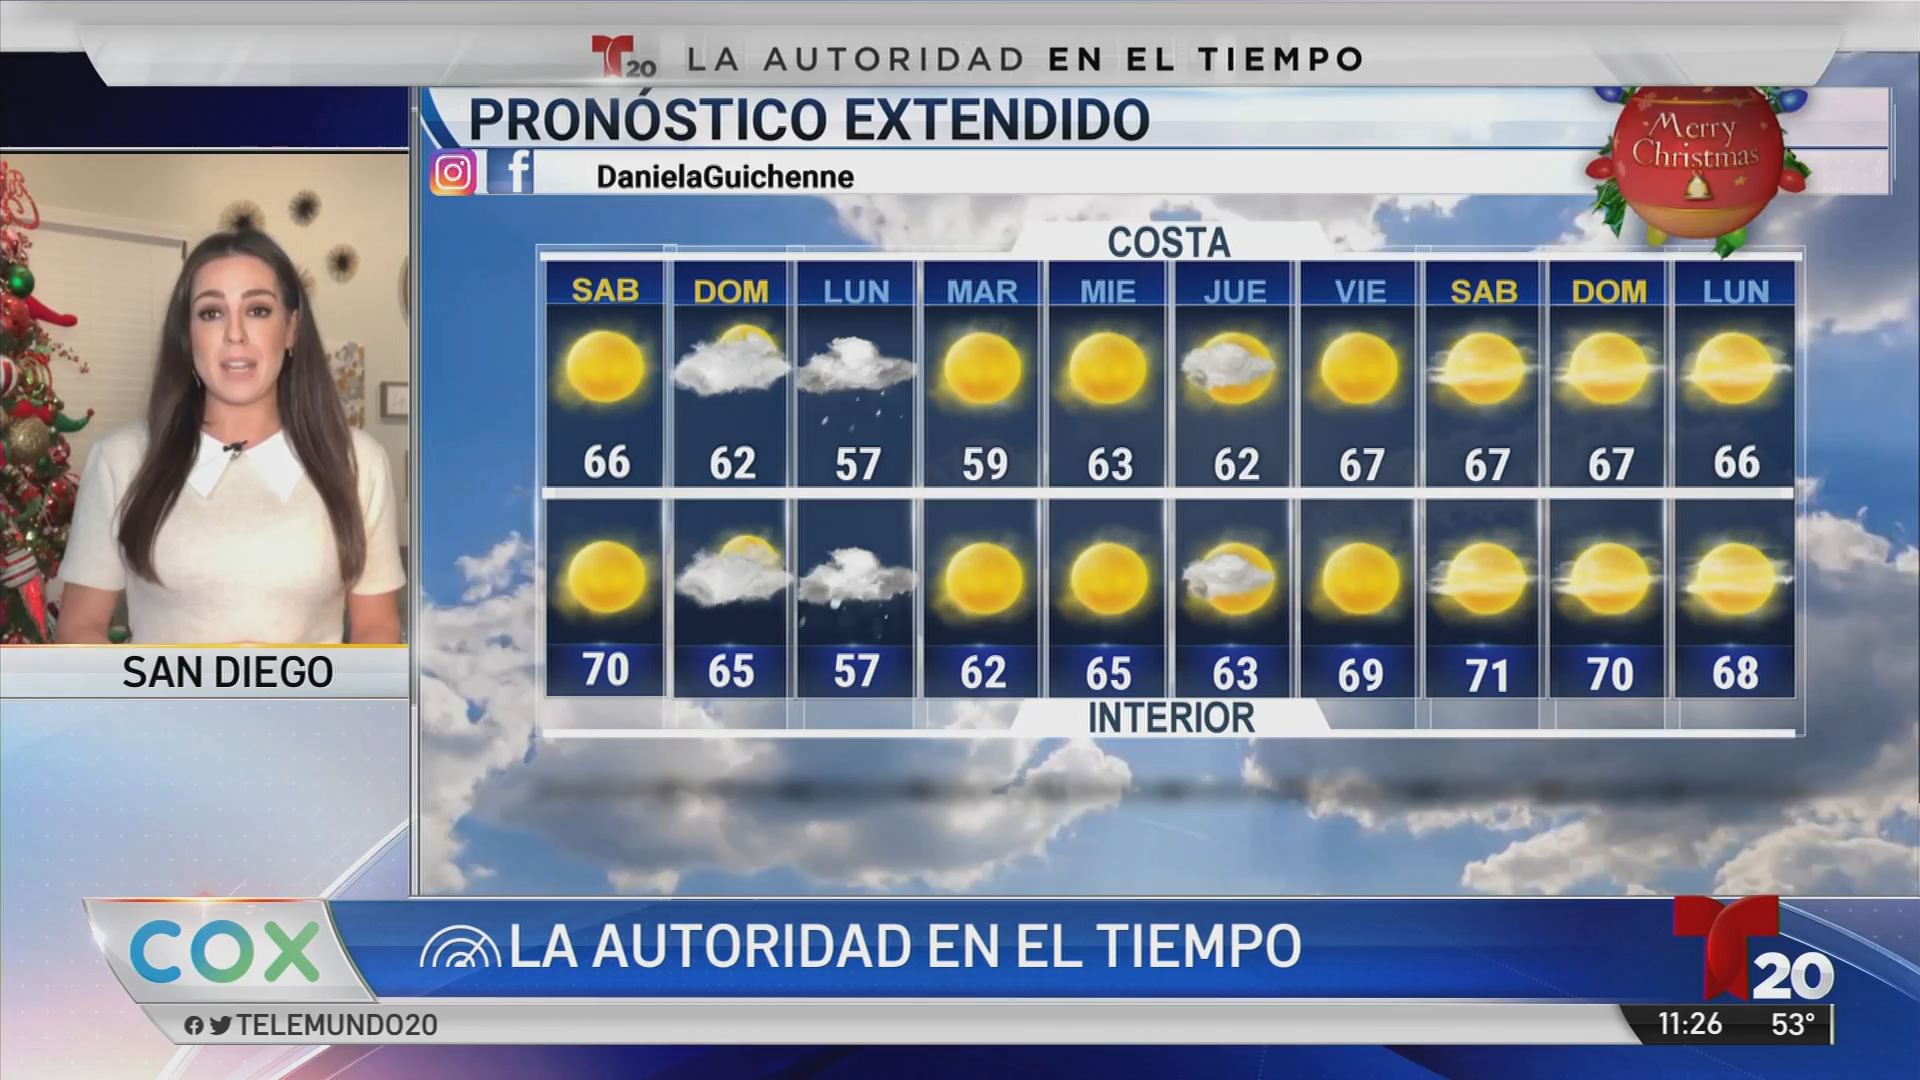 T20 LA AUTORIDAD EN EL TIEMPO
PRONÓSTICO EXTENDIDO
DanielaGuichenne
Merry
Christmas
COSTA
SAB DOM LUN MAR MIE JUE VIE SAB DOM LUN
66 62 57 59 63 62 67 67 67 66
70 65 57 62 65 63 69 71 70 68
INTERIOR
SAN DIEGO
COX LA AUTORIDAD EN EL TIEMPO T20
TELEMUNDO20
11:26 53°